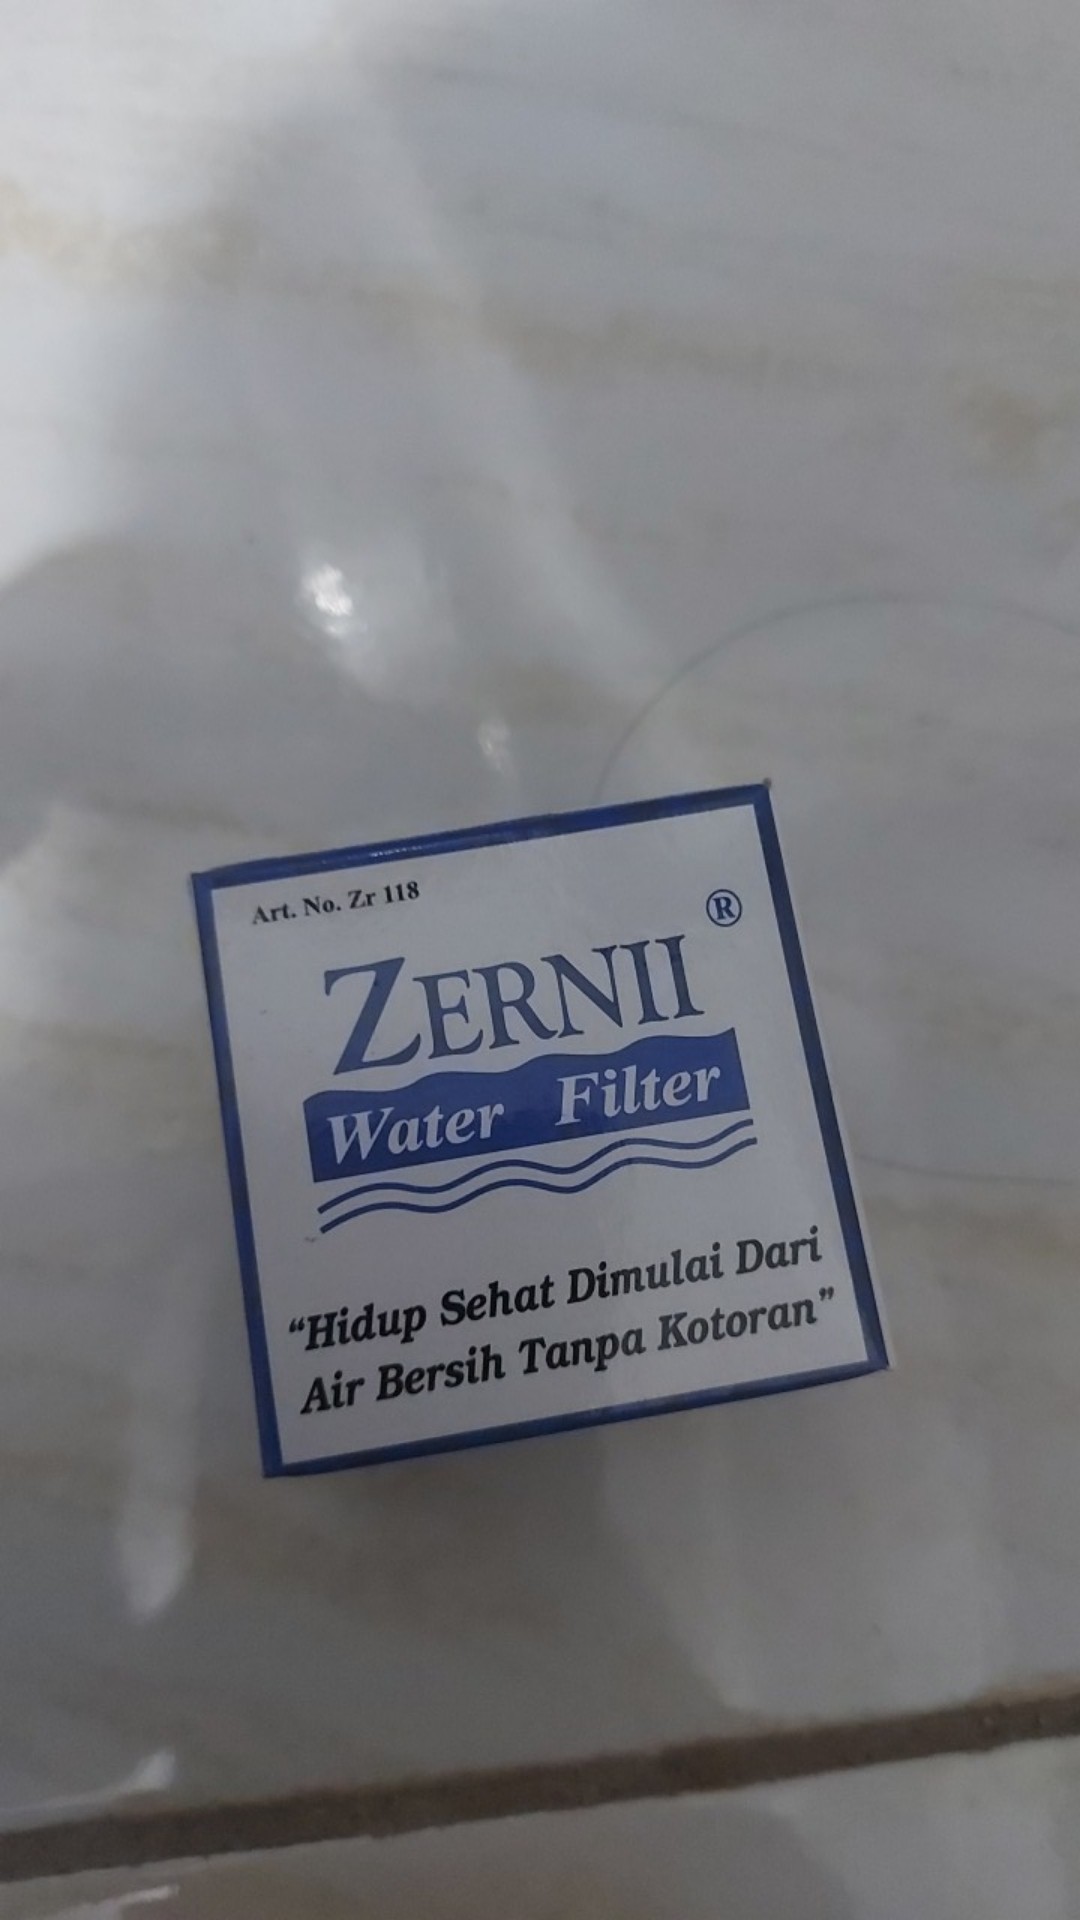 Art. No. Zr 118
®
ZERNII
Water Filter
“Hidup Sehat Dimulai Dari
Air Bersih Tanpa Kotoran”